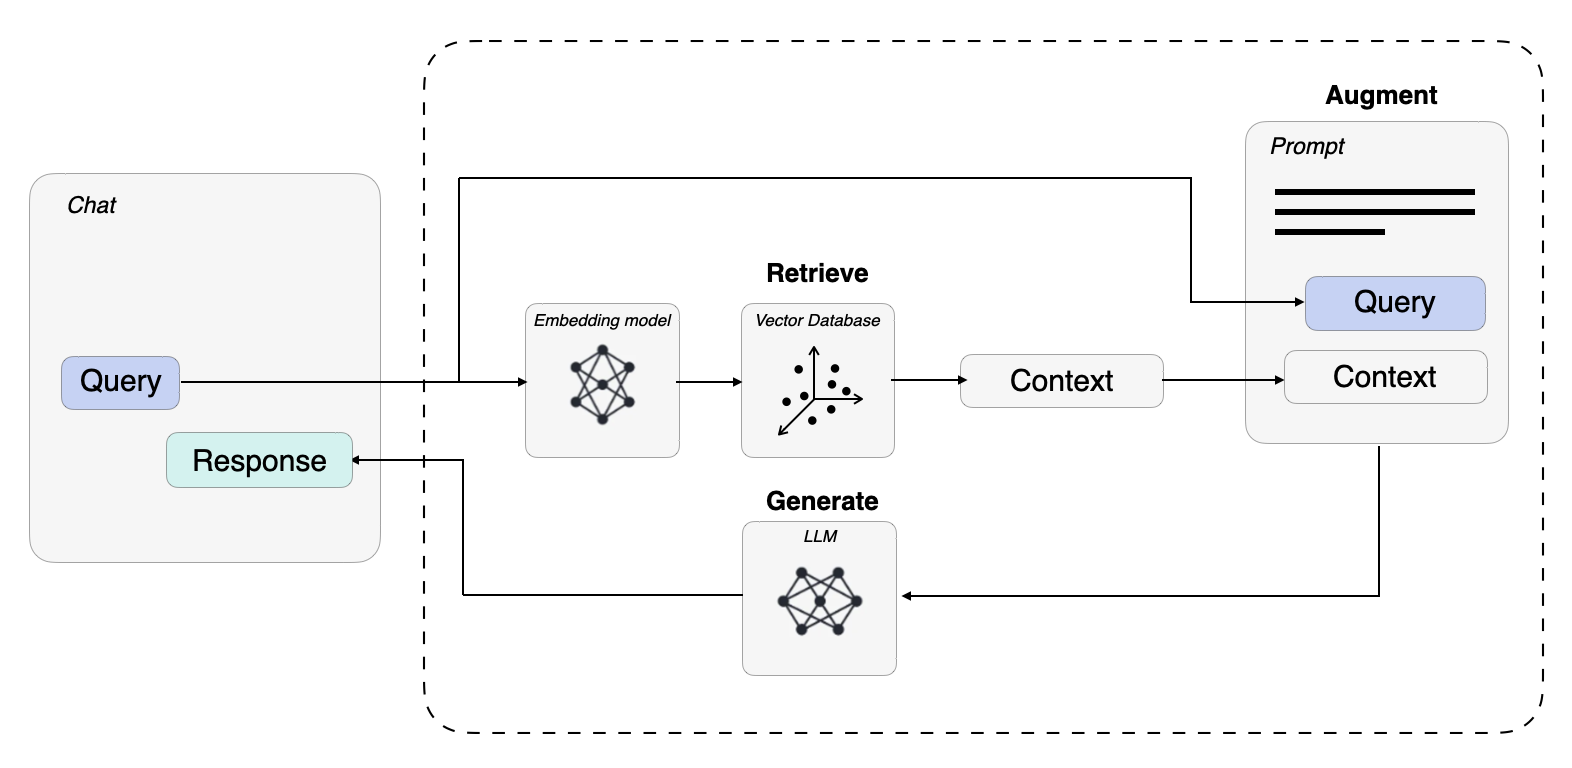 Augment
Prompt
Chat
Retrieve
Embedding model
Vector Database
Query
Query
Context
Context
Response
Generate
LLM